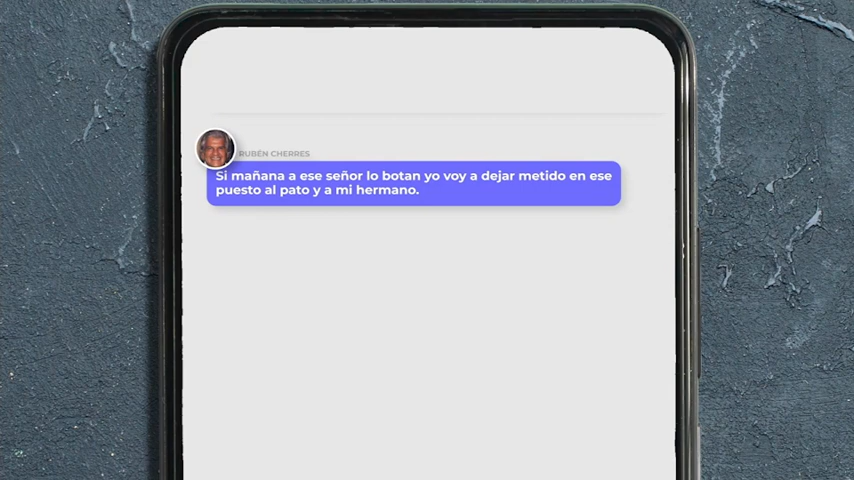 RUBÉN CHERRES
Si mañana a ese señor lo botan yo voy a dejar metido en ese
puesto al pato y a mi hermano.